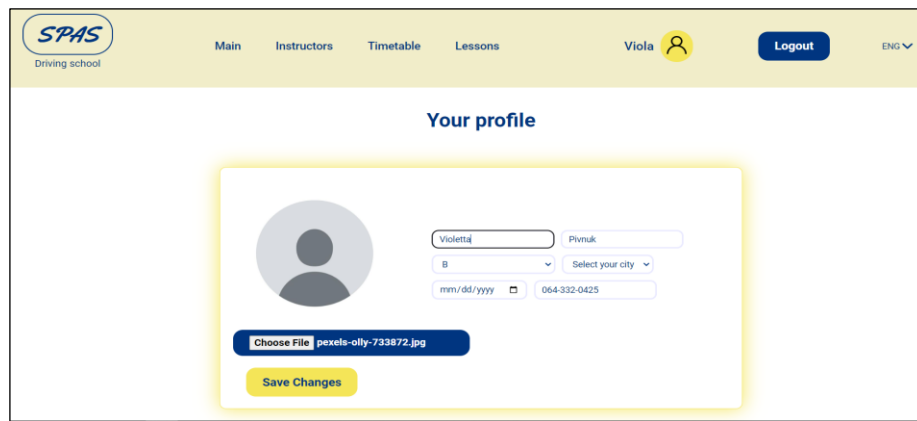 SPAS
Driving school
Main Instructors Timetable Lessons Viola Logout ENG
Your profile
Violetta Pivnuk
B Select your city
mm/dd/yyyy 064-332-0425
Choose File pexels-olly-733872.jpg
Save Changes